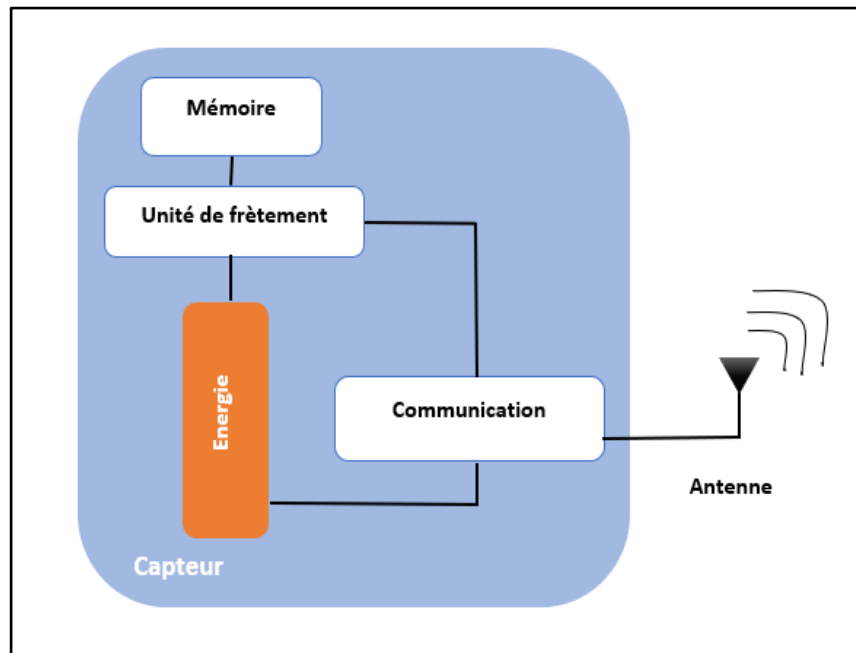 Mémoire
Unité de frètement
Energie
Communication
Antenne
Capteur